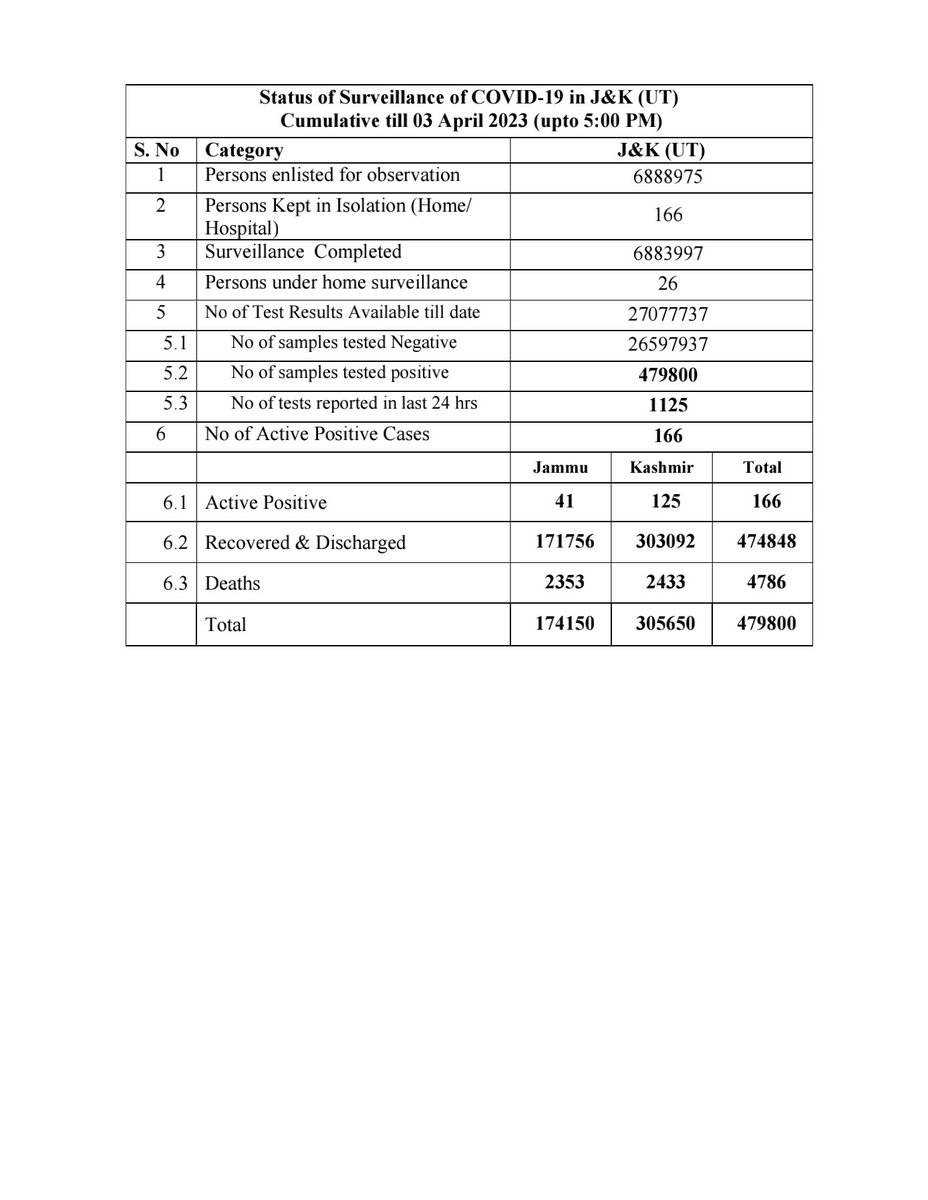 Status of Surveillance of COVID-19 in J&K (UT)
Cumulative till 03 April 2023 (upto 5:00 PM)
S. No Category J&K (UT)
1 Persons enlisted for observation 6888975
2 Persons Kept in Isolation (Home/
Hospital) 166
3 Surveillance Completed 6883997
4 Persons under home surveillance 26
5 No of Test Results Available till date 27077737
5.1 No of samples tested Negative 26597937
5.2 No of samples tested positive 479800
5.3 No of tests reported in last 24 hrs 1125
6 No of Active Positive Cases 166
Jammu Kashmir Total
6.1 Active Positive 41 125 166
6.2 Recovered & Discharged 171756 303092 474848
6.3 Deaths 2353 2433 4786
Total 174150 305650 479800